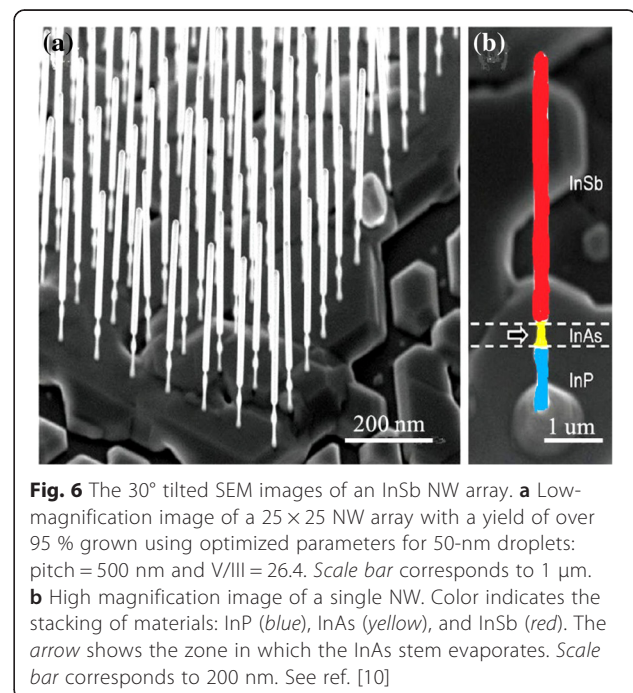 (a)
(b)
InSb
InAs
InP
200 nm
1 um
Fig. 6 The 30° tilted SEM images of an InSb NW array. a Low-
magnification image of a 25 × 25 NW array with a yield of over
95 % grown using optimized parameters for 50-nm droplets:
pitch = 500 nm and V/III = 26.4. Scale bar corresponds to 1 μm.
b High magnification image of a single NW. Color indicates the
stacking of materials: InP (blue), InAs (yellow), and InSb (red). The
arrow shows the zone in which the InAs stem evaporates. Scale
bar corresponds to 200 nm. See ref. [10]